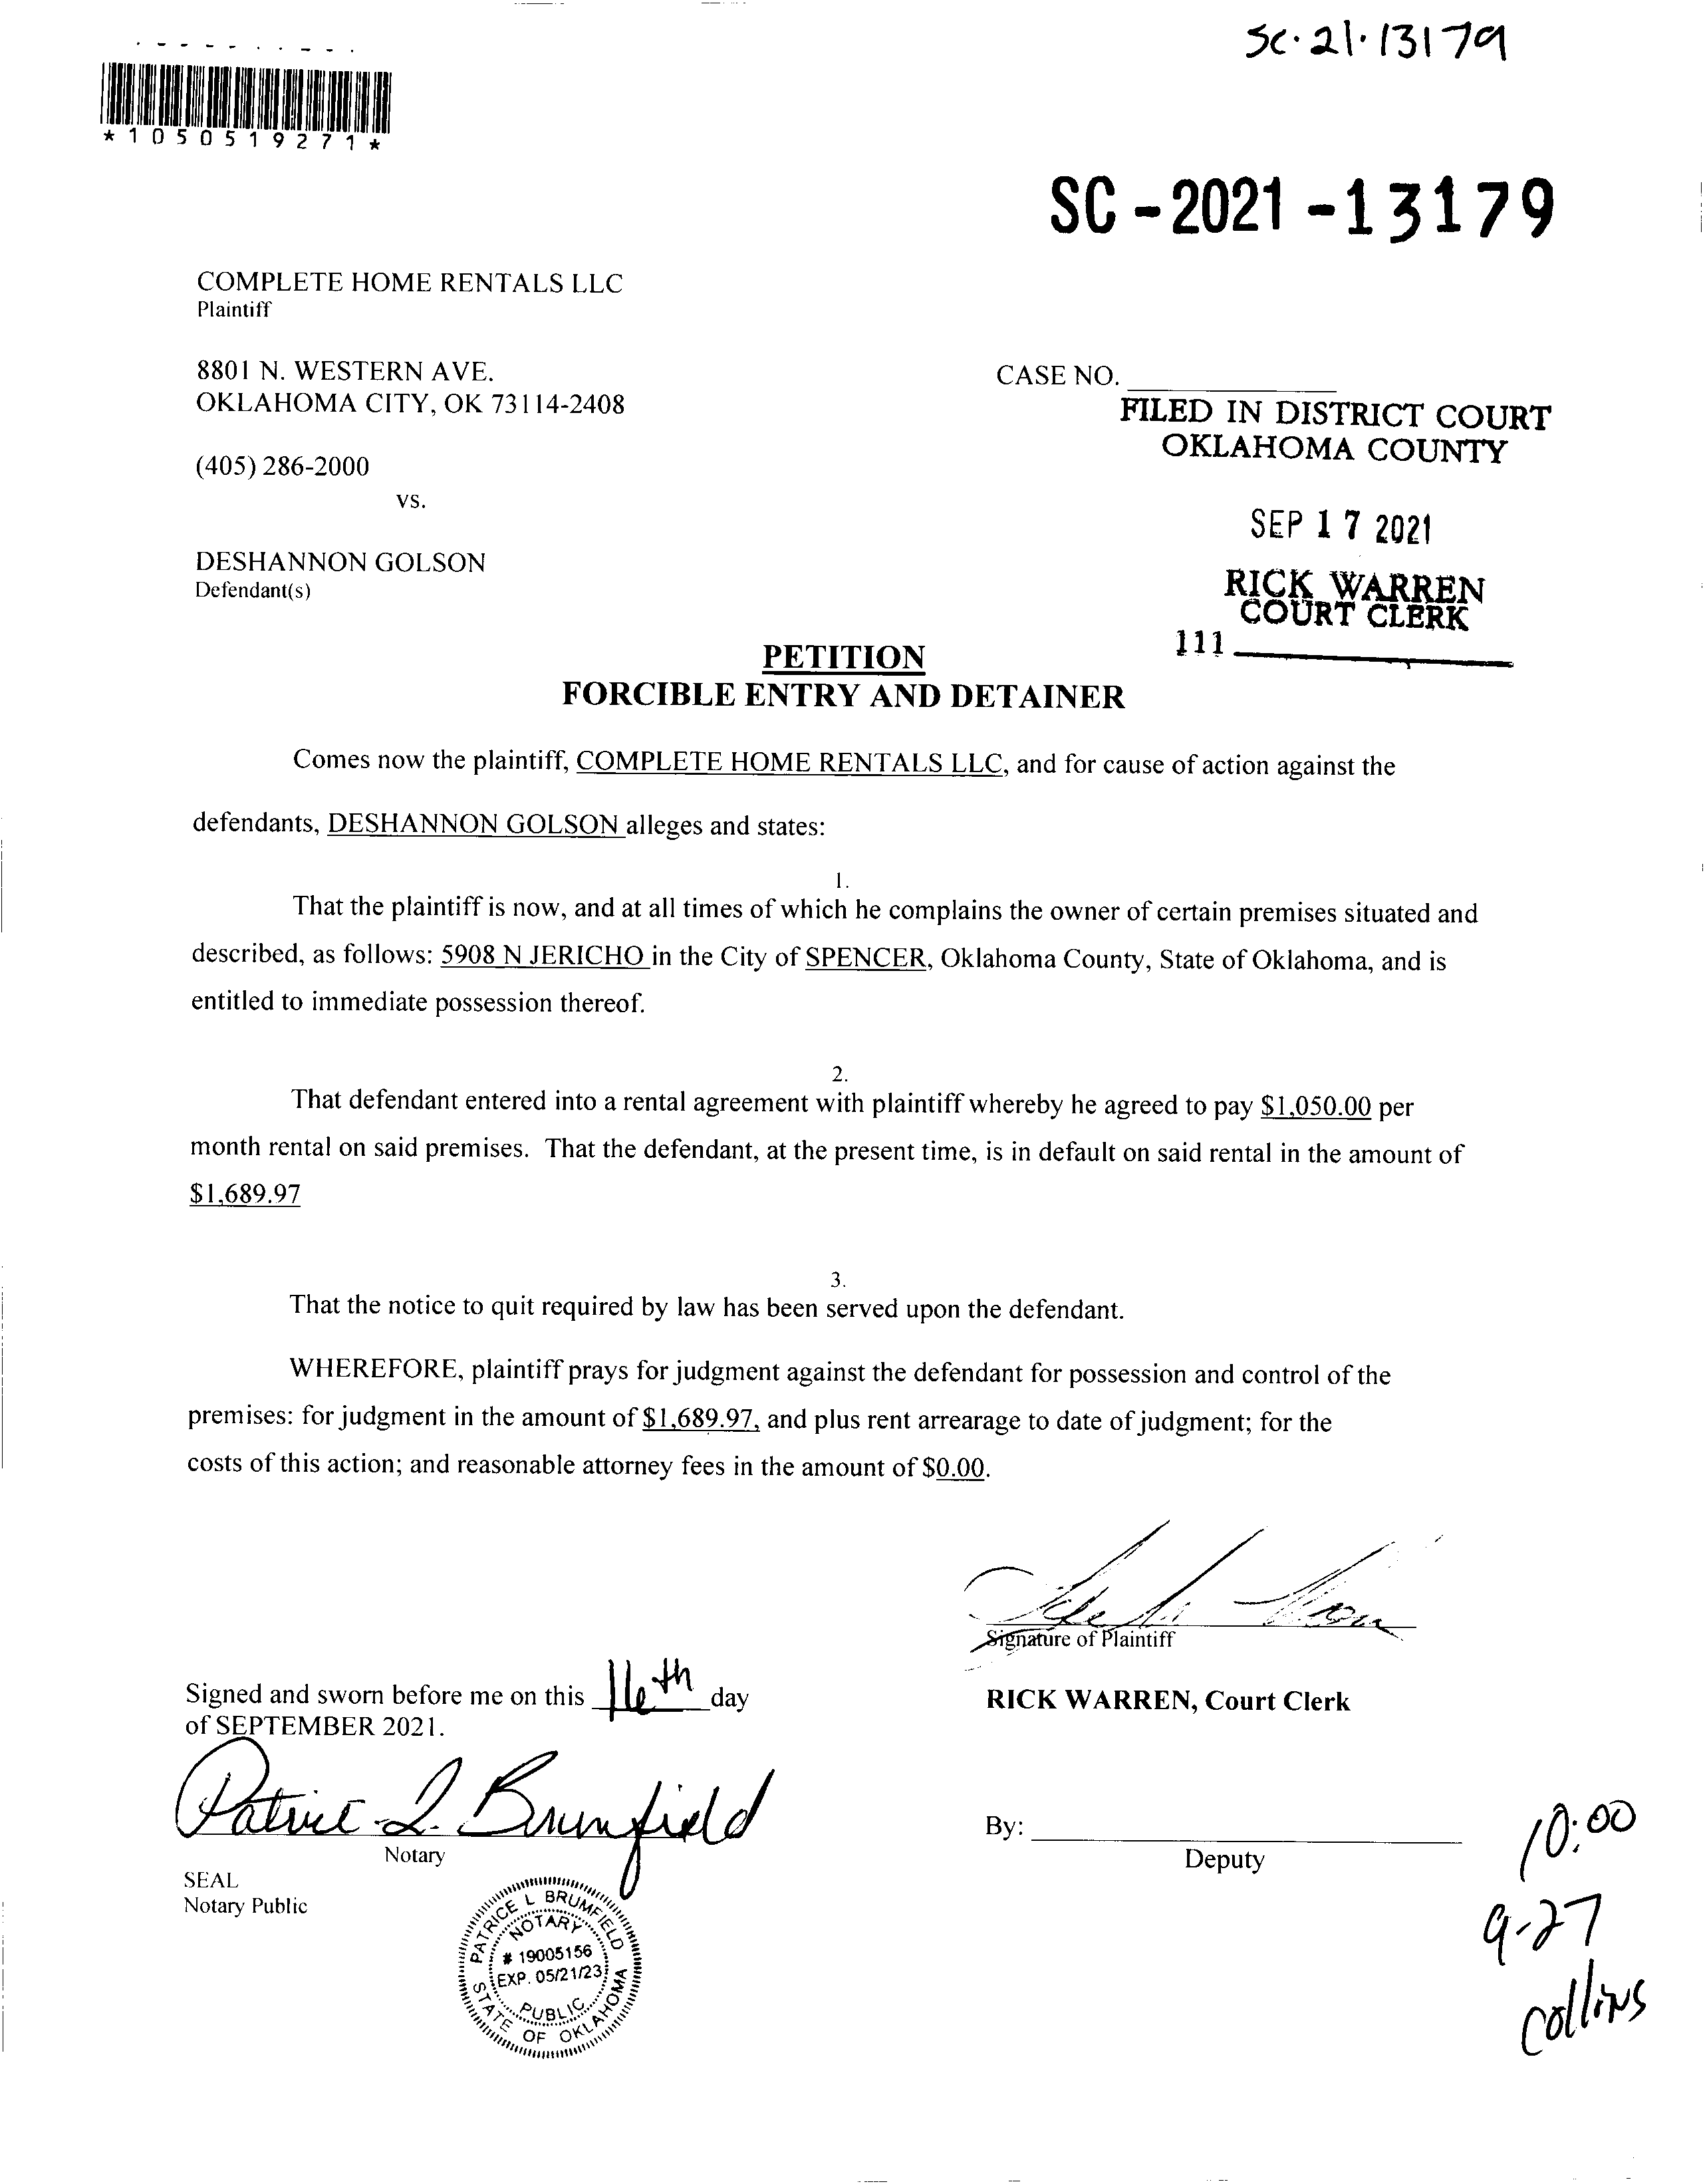 SC·21·13179
*1050519271*
SC-2021-13179
COMPLETE HOME RENTALS LLC
Plaintiff
8801 N. WESTERN AVE.
OKLAHOMA CITY, OK 73114-2408
(405) 286-2000
vs.
DESHANNON GOLSON
Defendant(s)
CASE NO.
FILED IN DISTRICT COURT
OKLAHOMA COUNTY
SEP 17 2021
RICK WARREN
COURT CLERK
111
PETITION
FORCIBLE ENTRY AND DETAINER
Comes now the plaintiff, COMPLETE HOME RENTALS LLC, and for cause of action against the
defendants, DESHANNON GOLSON alleges and states:
1.
That the plaintiff is now, and at all times of which he complains the owner of certain premises situated and
described, as follows: 5908 N JERICHO in the City of SPENCER, Oklahoma County, State of Oklahoma, and is
entitled to immediate possession thereof.
2.
That defendant entered into a rental agreement with plaintiff whereby he agreed to pay $1,050.00 per
month rental on said premises. That the defendant, at the present time, is in default on said rental in the amount of
$1,689.97
3.
That the notice to quit required by law has been served upon the defendant.
WHEREFORE, plaintiff prays for judgment against the defendant for possession and control of the
premises: for judgment in the amount of $1,689.97, and plus rent arrearage to date of judgment; for the
costs of this action; and reasonable attorney fees in the amount of $0.00.
Signature of Plaintiff
Signed and sworn before me on this 16th day
of SEPTEMBER 2021.
RICK WARREN, Court Clerk
Patrice L. Brumfield
Notary
SEAL
Notary Public
By:
Deputy
PATRICE L BRUMFIELD
NOTARY
# 19005156
EXP. 05/21/23
PUBLIC
STATE OF OKLAHOMA
10:00
9-27
collins